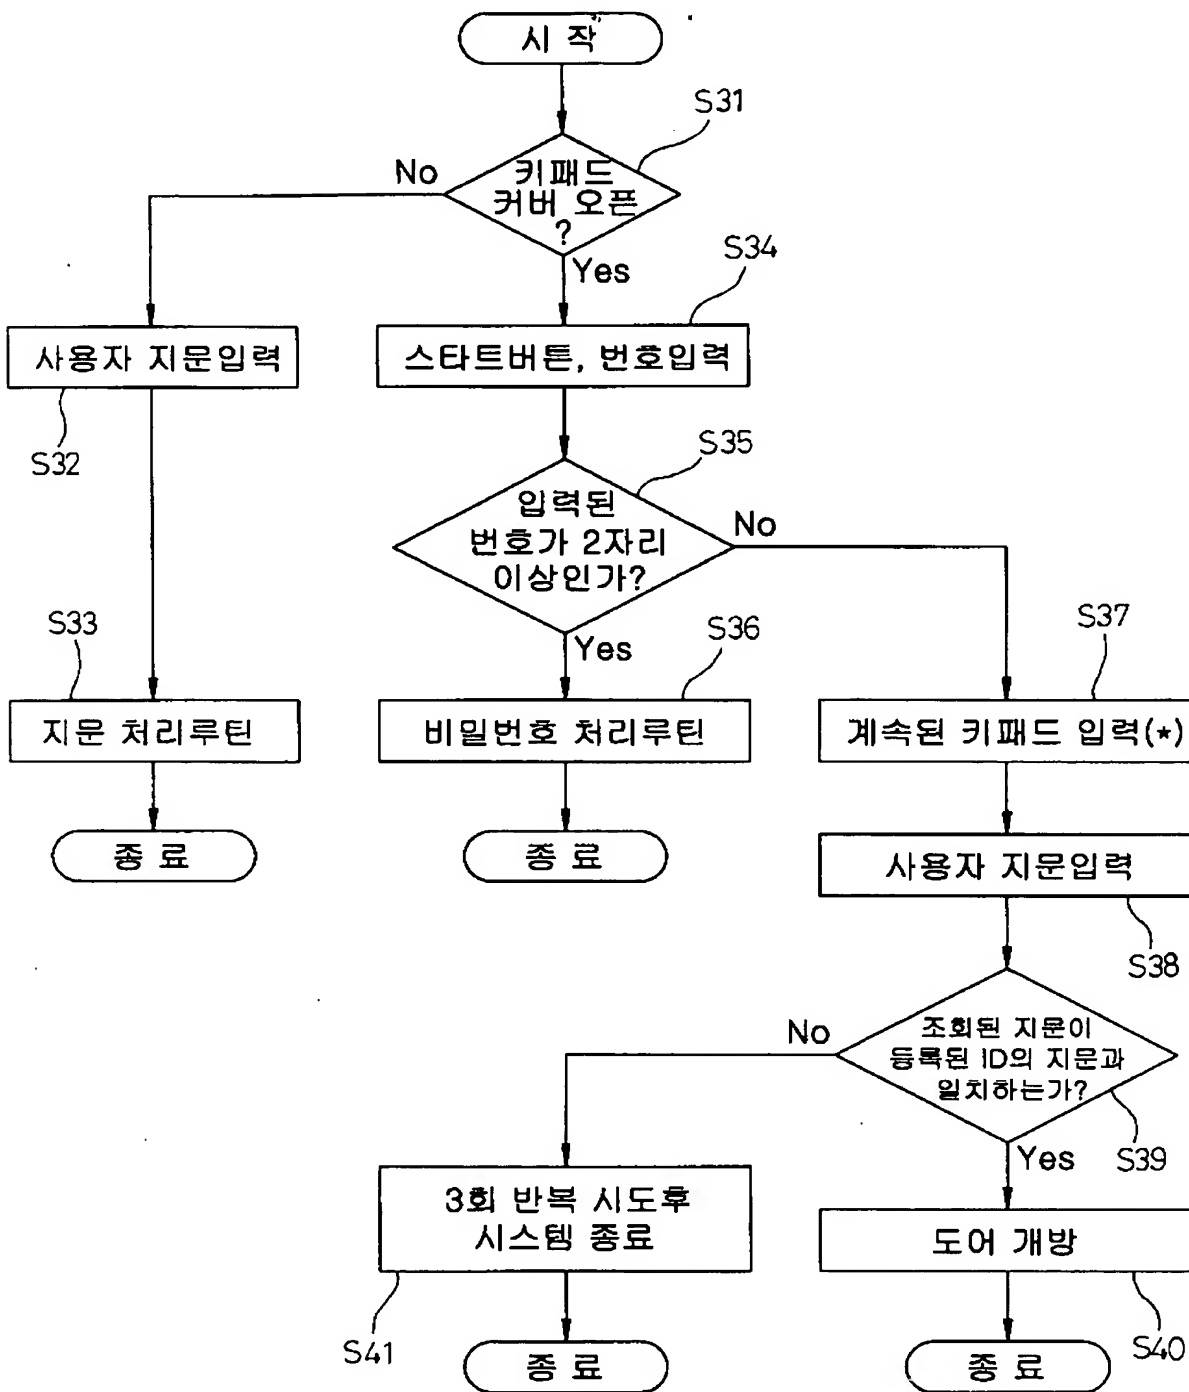 시 작
S31
No
키패드
커버 오픈
?
Yes
S34
사용자 지문입력
스타트버튼, 번호입력
S32
S35
입력된
번호가 2자리
이상인가?
No
Yes
S33
S36
S37
지문 처리루틴
비밀번호 처리루틴
계속된 키패드 입력(*)
종 료
종 료
사용자 지문입력
S38
No
조회된 지문이
등록된 ID의 지문과
일치하는가?
Yes
S39
3회 반복 시도후
시스템 종료
도어 개방
S41
S40
종 료
종 료